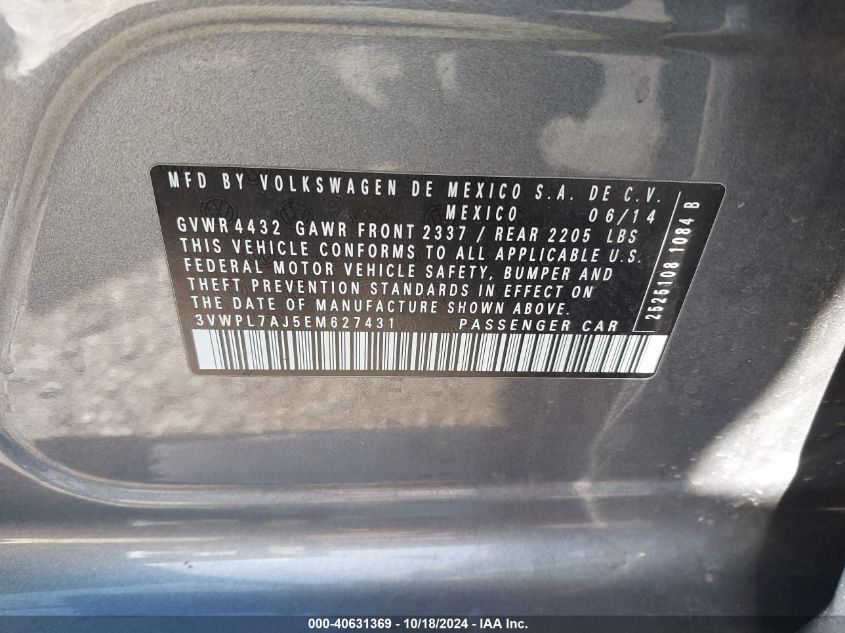 MFD BY VOLKSWAGEN DE MEXICO S.A. DE C.V.
MEXICO 06/14
GVWR 4432 GAWR FRONT 2337 / REAR 2205 LBS
THIS VEHICLE CONFORMS TO ALL APPLICABLE U.S.
FEDERAL MOTOR VEHICLE SAFETY, BUMPER AND
THEFT PREVENTION STANDARDS IN EFFECT ON
THE DATE OF MANUFACTURE SHOWN ABOVE.
3VWPL7AJ5EM627431 PASSENGER CAR
2525108 1084 B
000-40631369 - 10/18/2024 - IAA Inc.